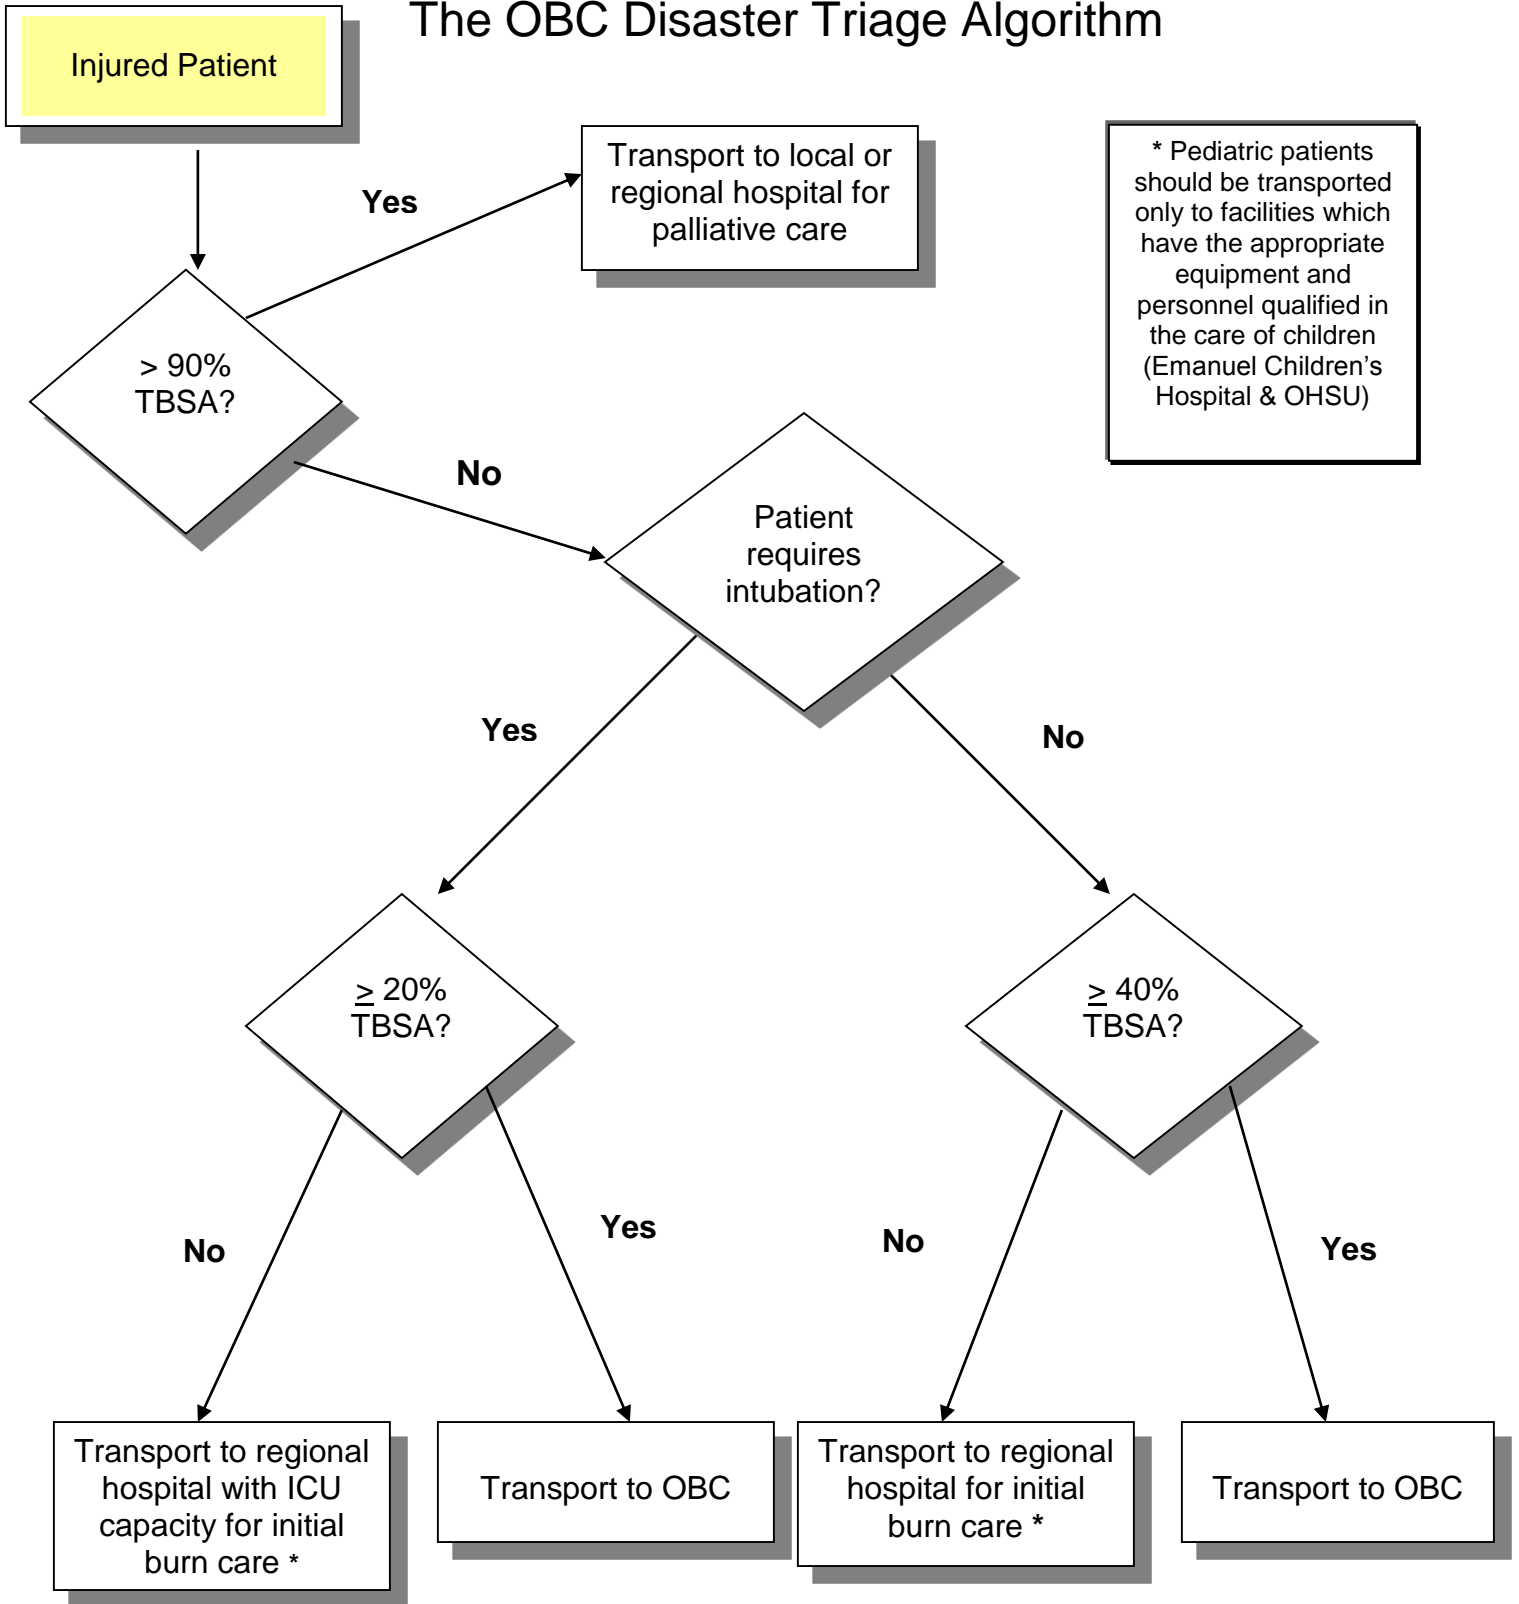 The OBC Disaster Triage Algorithm
Injured Patient
Transport to local or
regional hospital for
palliative care
* Pediatric patients
should be transported
only to facilities which
have the appropriate
equipment and
personnel qualified in
the care of children
(Emanuel Children’s
Hospital & OHSU)
Yes
> 90%
TBSA?
No
Patient
requires
intubation?
Yes
No
≥ 20%
TBSA?
≥ 40%
TBSA?
No
Yes
No
Yes
Transport to regional
hospital with ICU
capacity for initial
burn care *
Transport to OBC
Transport to regional
hospital for initial
burn care *
Transport to OBC